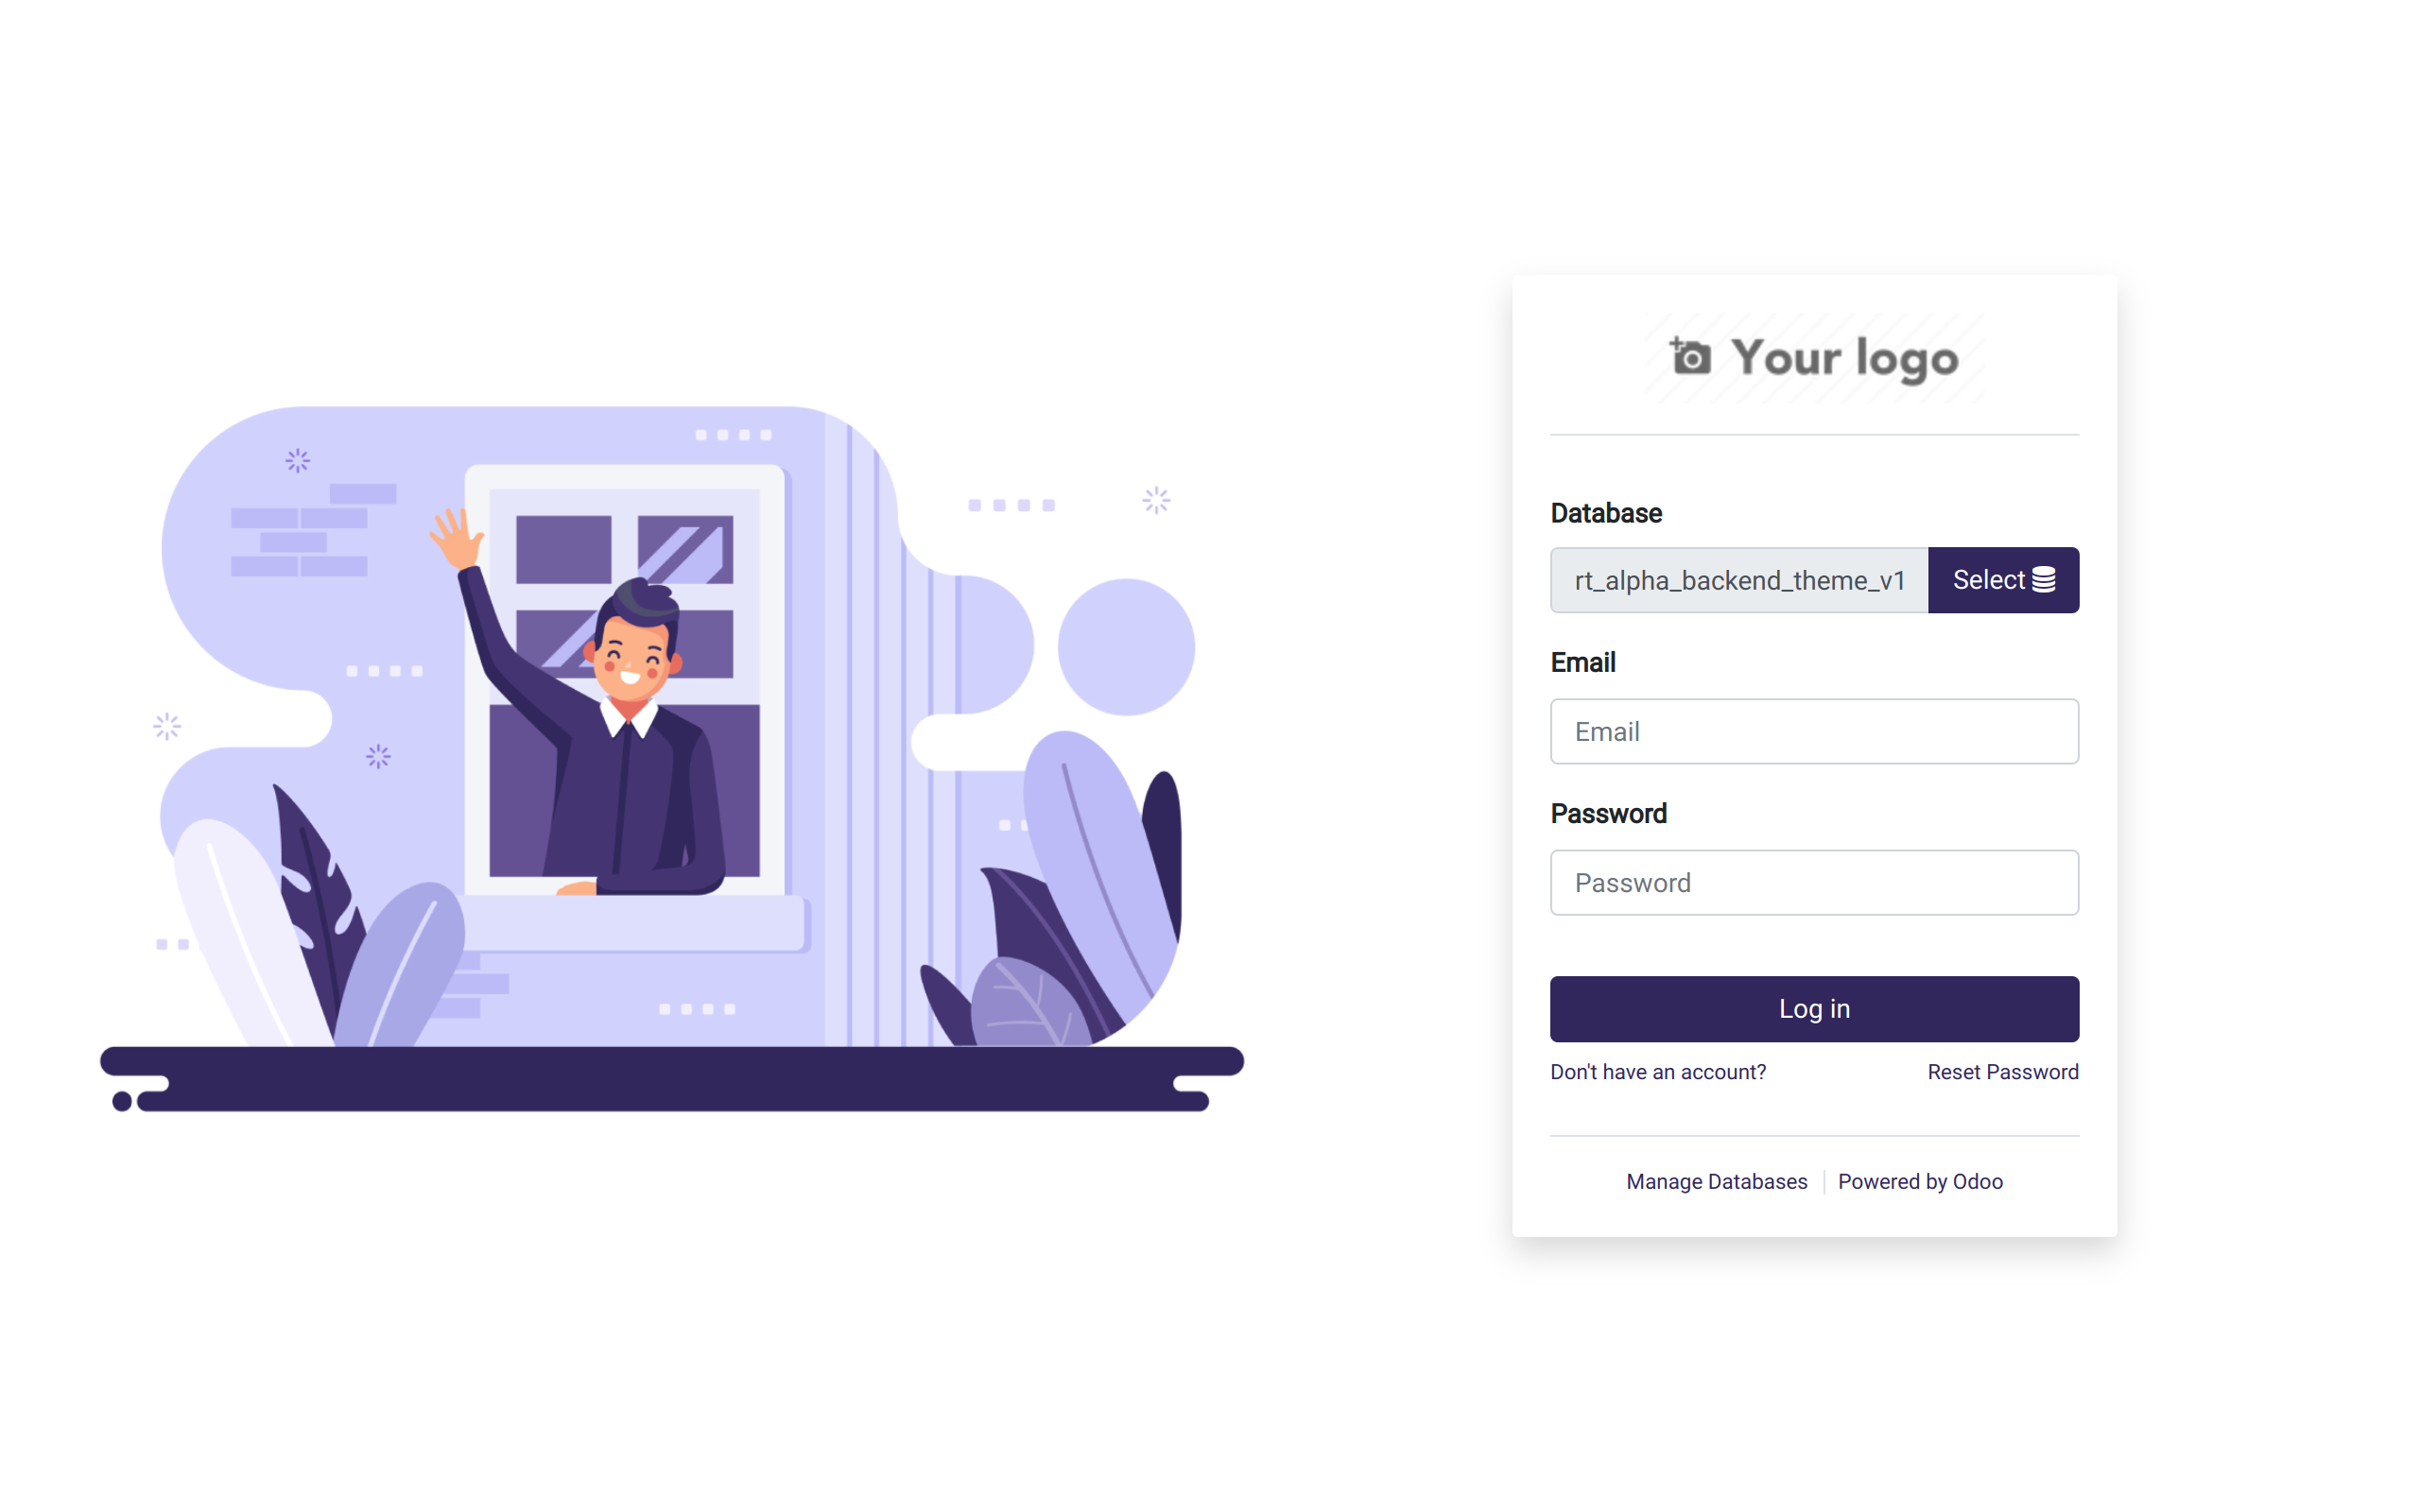 Your logo
Database
rt_alpha_backend_theme_v1 Select
Email
Email
Password
Password
Log in
Don't have an account? Reset Password
Manage Databases Powered by Odoo